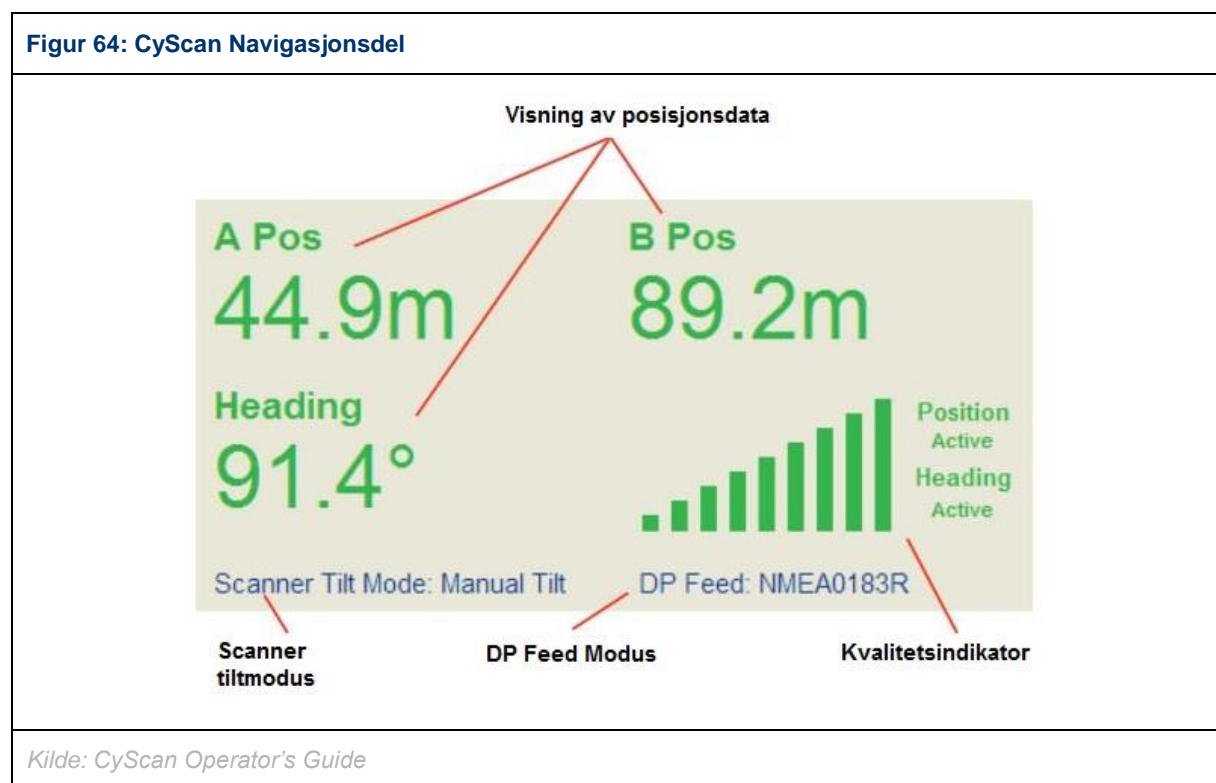 Figur 64: CyScan Navigasjonsdel
Visning av posisjonsdata
A Pos
44.9m
B Pos
89.2m
Heading
91.4°
Position
Active
Heading
Active
Scanner Tilt Mode: Manual Tilt
DP Feed: NMEA0183R
Scanner
tiltmodus
DP Feed Modus
Kvalitetsindikator
Kilde: CyScan Operator's Guide